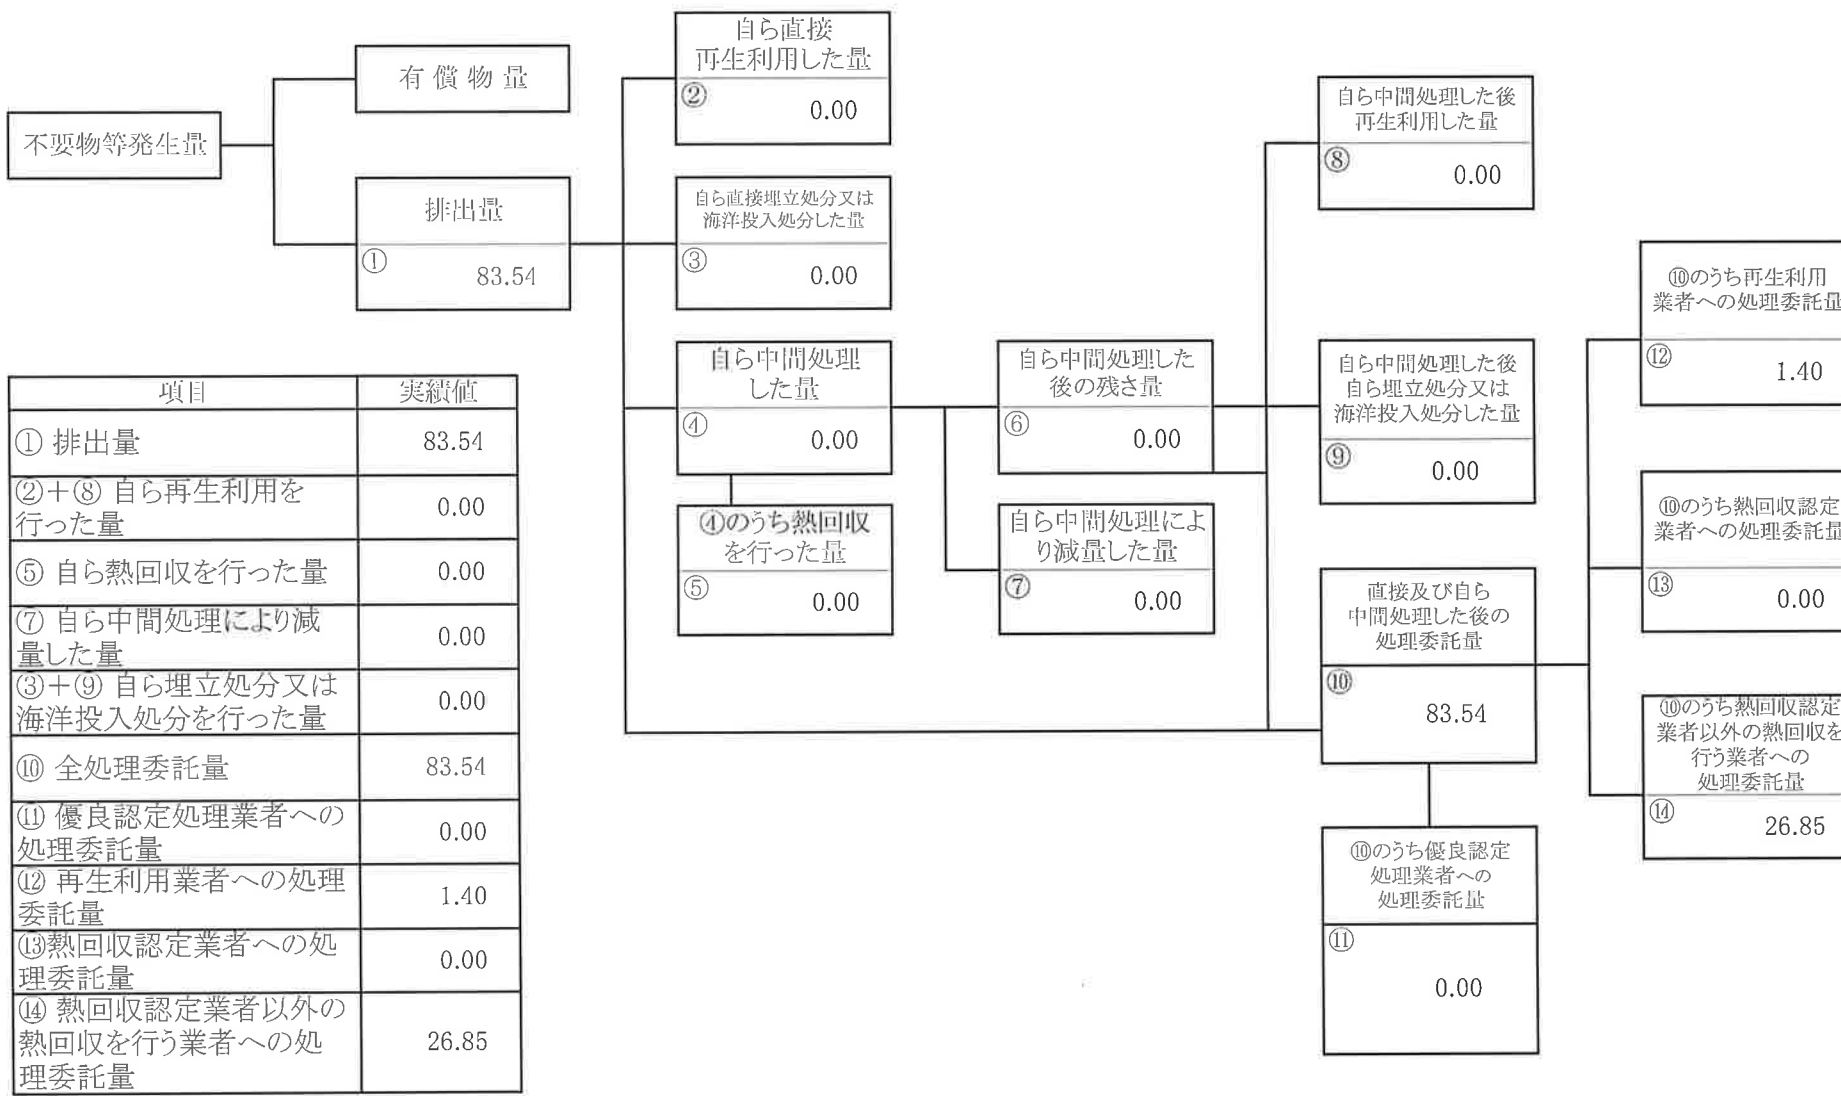 不要物等発生量
有償物量
排出量
①
83.54
自ら直接
再生利用した量
②
0.00
自ら直接埋立処分又は
海洋投入処分した量
③
0.00
自ら中間処理
した量
④
0.00
④のうち熱回収
を行った量
⑤
0.00
自ら中間処理した
後の残さ量
⑥
0.00
自ら中間処理によ
り減量した量
⑦
0.00
自ら中間処理した後
再生利用した量
⑧
0.00
自ら中間処理した後
自ら埋立処分又は
海洋投入処分した量
⑨
0.00
直接及び自ら
中間処理した後の
処理委託量
⑩
83.54
⑩のうち優良認定
処理業者への
処理委託量
⑪
0.00
⑩のうち再生利用
業者への処理委託量
⑫
1.40
⑩のうち熱回収認定
業者への処理委託量
⑬
0.00
⑩のうち熱回収認定
業者以外の熱回収を
行う業者への
処理委託量
⑭
26.85
項目 実績値
① 排出量 83.54
②+⑧ 自ら再生利用を
行った量 0.00
⑤ 自ら熱回収を行った量 0.00
⑦ 自ら中間処理により減
量した量 0.00
③+⑨ 自ら埋立処分又は
海洋投入処分を行った量 0.00
⑩ 全処理委託量 83.54
⑪ 優良認定処理業者への
処理委託量 0.00
⑫ 再生利用業者への処理
委託量 1.40
⑬熱回収認定業者への処
理委託量 0.00
⑭ 熱回収認定業者以外の
熱回収を行う業者への処
理委託量 26.85